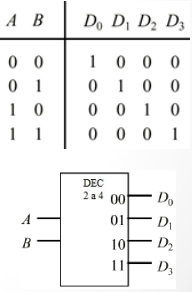 A B D₀ D₁ D₂ D₃
0 0 1 0 0 0
0 1 0 1 0 0
1 0 0 0 1 0
1 1 0 0 0 1
DEC
2 a 4
00 D₀
A 01 D₁
B 10 D₂
11 D₃